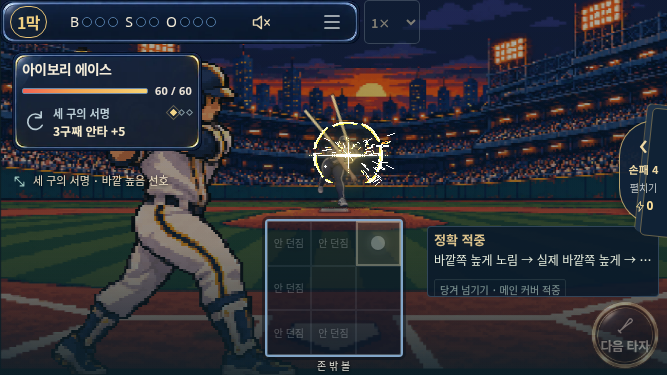 1막
B S O
1×
아이보리 에이스
60 / 60
세 구의 서명
3구째 안타 +5
세 구의 서명 · 바깥 높음 선호
손패 4
펼치기
0
안 던짐 안 던짐
안 던짐
안 던짐 안 던짐
존 밖 볼
정확 적중
바깥쪽 높게 노림 → 실제 바깥쪽 높게 → ⋯
당겨 넘기기 · 메인 커버 적중
다음 타자